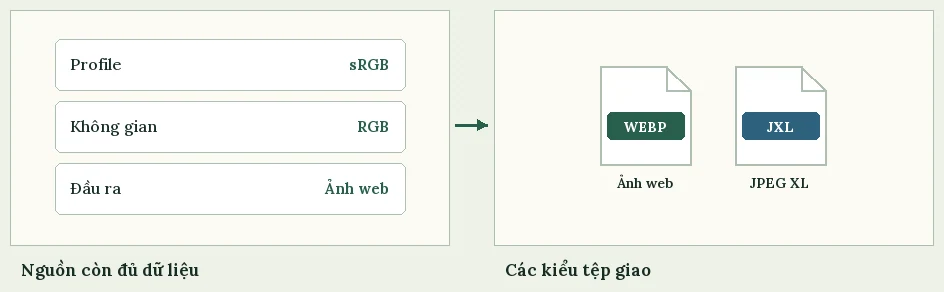 Profile sRGB
Không gian RGB
Đầu ra Ảnh web
Nguồn còn đủ dữ liệu
WEBP JXL
Ảnh web JPEG XL
Các kiểu tệp giao